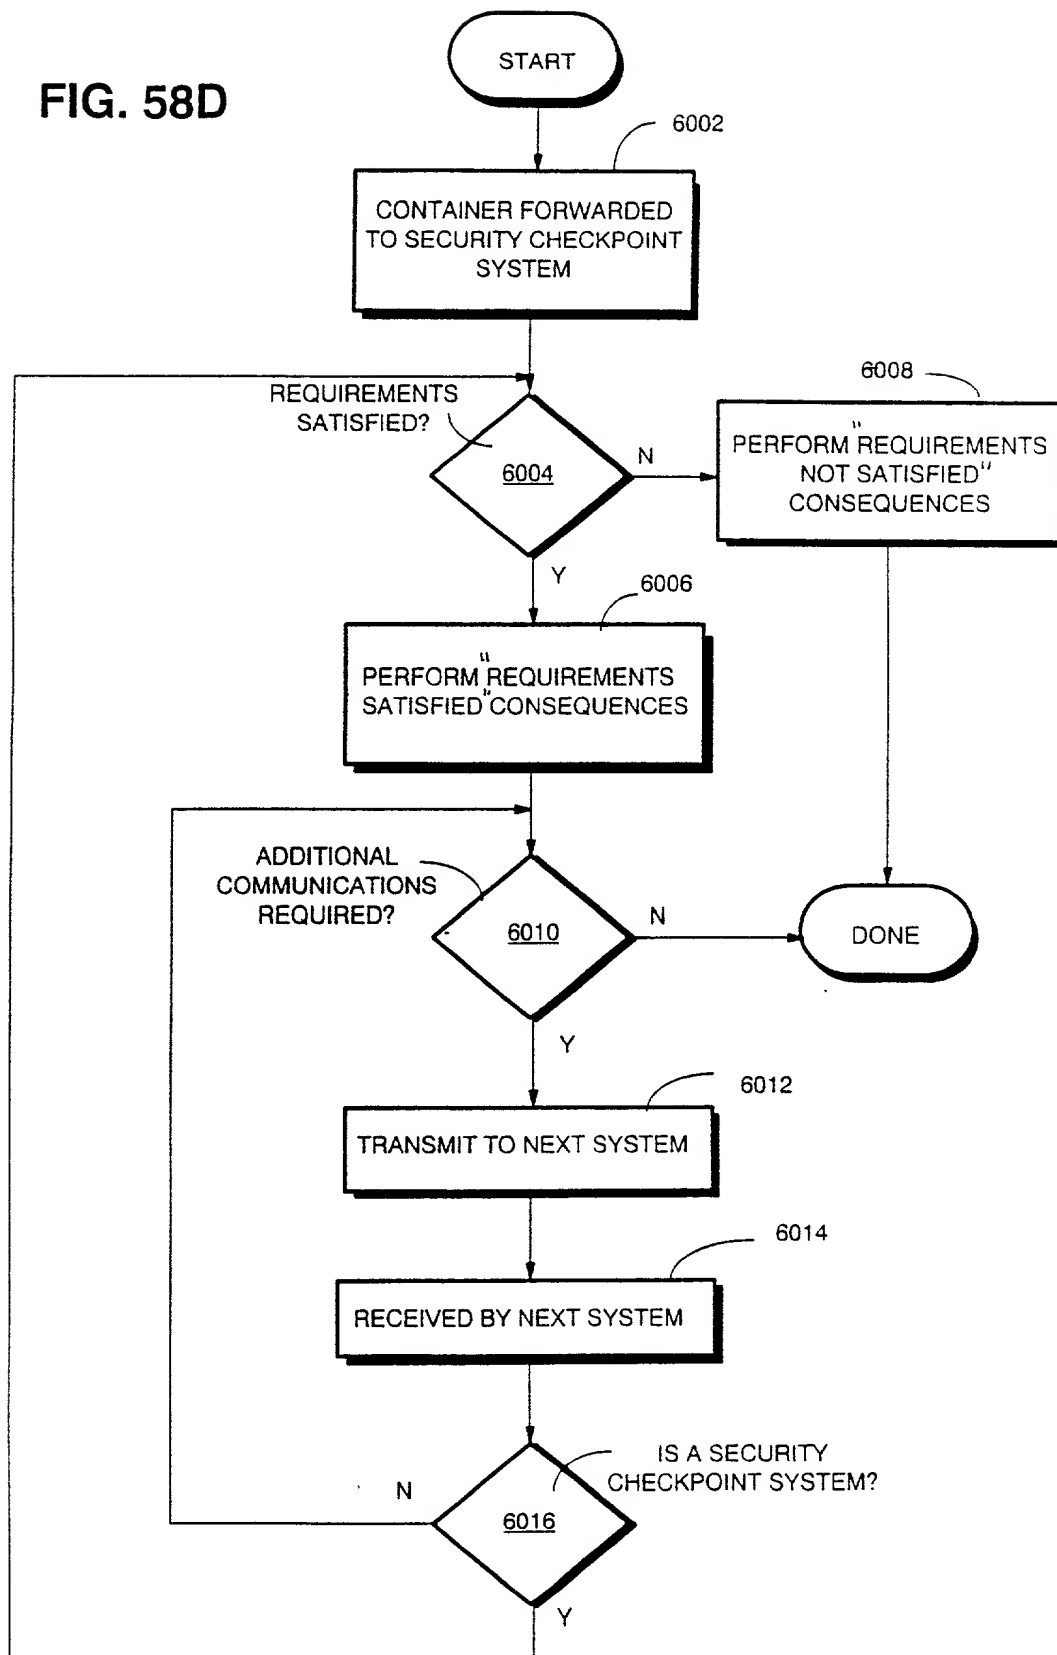 START
FIG. 58D
6002
CONTAINER FORWARDED
TO SECURITY CHECKPOINT
SYSTEM
REQUIREMENTS
SATISFIED?
6004
N
6008
PERFORM "REQUIREMENTS
NOT SATISFIED"
CONSEQUENCES
Y
6006
PERFORM "REQUIREMENTS
SATISFIED" CONSEQUENCES
ADDITIONAL
COMMUNICATIONS
REQUIRED?
6010
N
DONE
Y
6012
TRANSMIT TO NEXT SYSTEM
6014
RECEIVED BY NEXT SYSTEM
IS A SECURITY
CHECKPOINT SYSTEM?
N
6016
Y